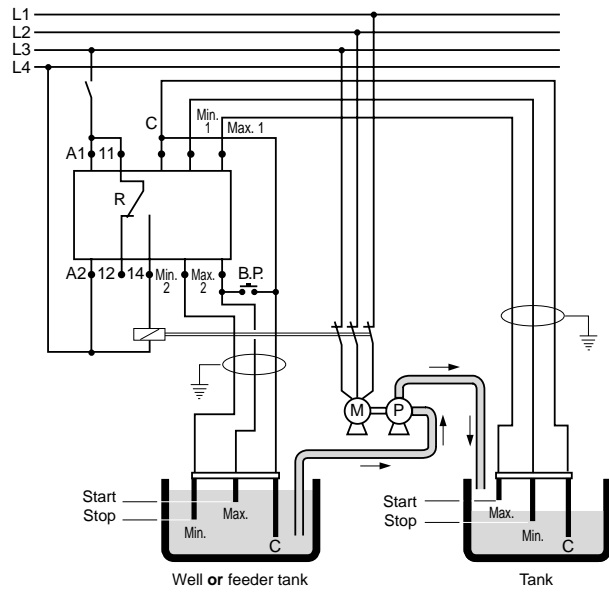 L1
L2
L3
L4
C
Min.
1
Max. 1
A1 11
R
A2 12 14 Min.
2
Max.
2
B.P.
M
P
Start
Stop
Min.
Max.
C
Start
Stop
Max.
Min.
C
Well or feeder tank
Tank